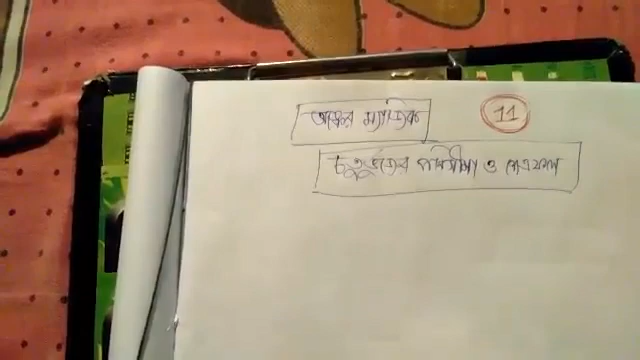 অঙ্কের ম্যাজিক
11
চতুর্ভুজের পরিসীমা ও ক্ষেত্রফল